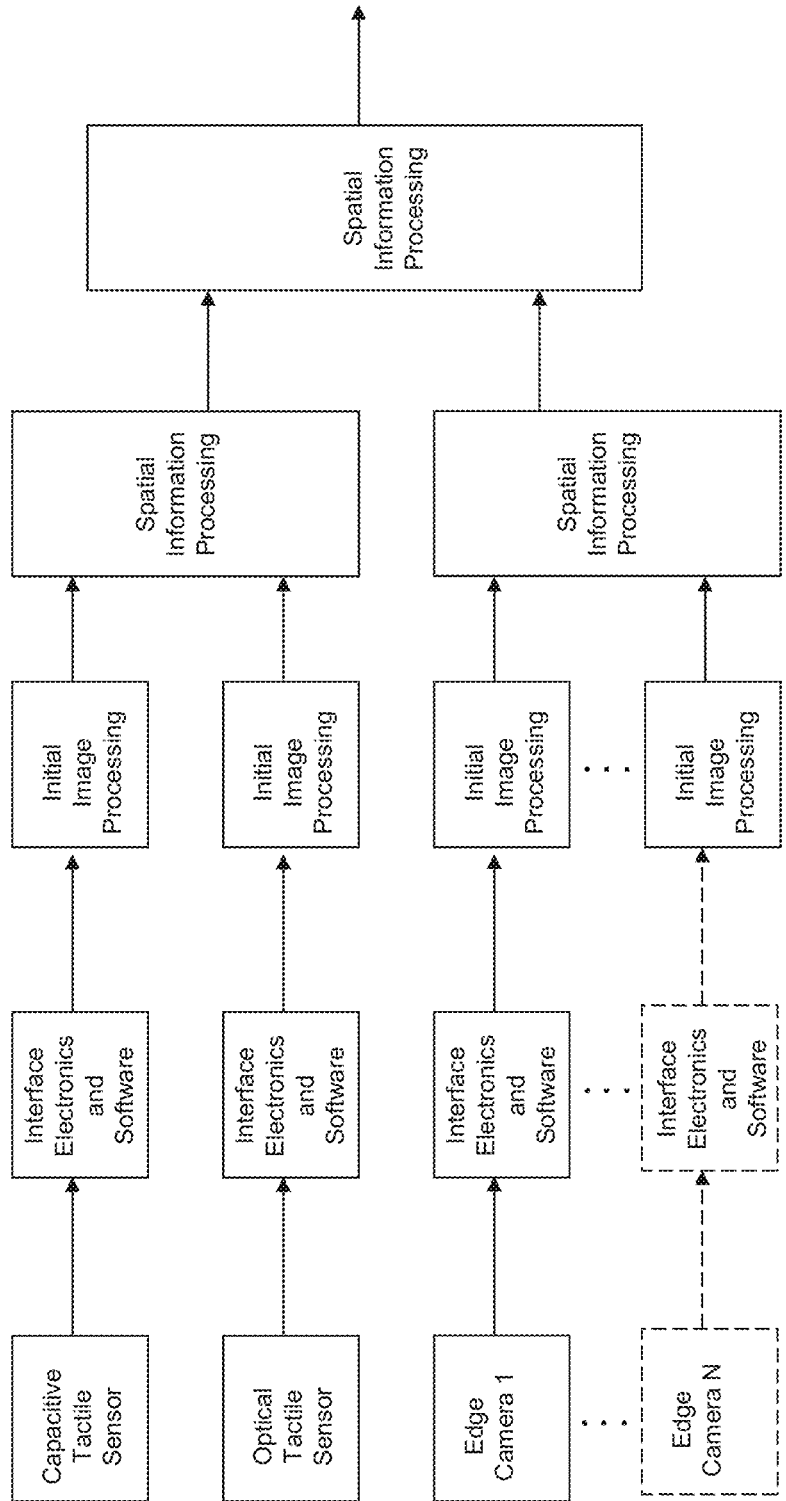 Capacitive
Tactile
Sensor
Interface
Electronics
and
Software
Initial
Image
Processing
Spatial
Information
Processing
Optical
Tactile
Sensor
Interface
Electronics
and
Software
Initial
Image
Processing
Spatial
Information
Processing
Edge
Camera 1
Interface
Electronics
and
Software
Initial
Image
Processing
Spatial
Information
Processing
. . .
. . .
. . .
Edge
Camera N
Interface
Electronics
and
Software
Initial
Image
Processing